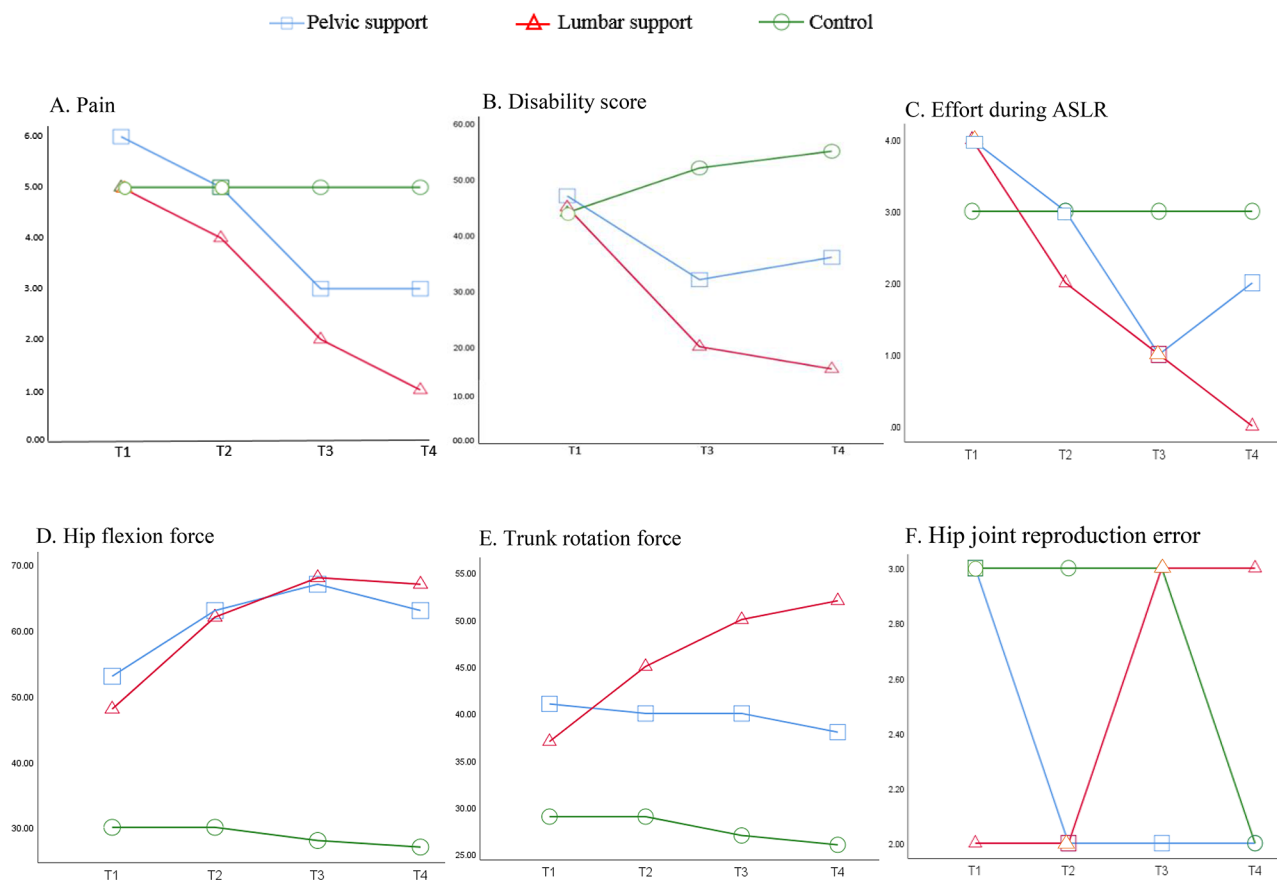 Pelvic support Lumbar support Control
A. Pain
6.00
5.00
4.00
3.00
2.00
1.00
0.00
T1 T2 T3 T4
B. Disability score
60.00
50.00
40.00
30.00
20.00
10.00
00.00
T1 T3 T4
C. Effort during ASLR
4.00
3.00
2.00
1.00
.00
T1 T2 T3 T4
D. Hip flexion force
70.00
60.00
50.00
40.00
30.00
T1 T2 T3 T4
E. Trunk rotation force
55.00
50.00
45.00
40.00
35.00
30.00
25.00
T1 T2 T3 T4
F. Hip joint reproduction error
3.00
2.80
2.60
2.40
2.20
2.00
T1 T2 T3 T4